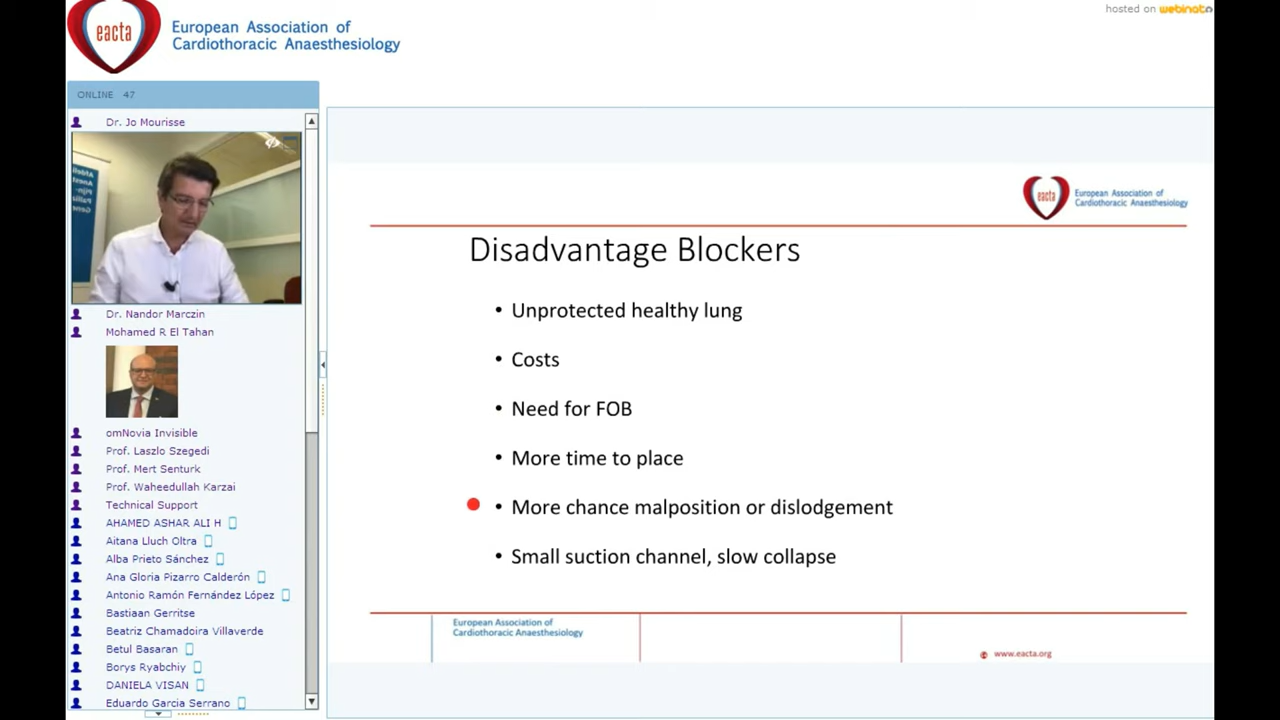 hosted on webinato
eacta
European Association of
Cardiothoracic Anaesthesiology
ONLINE 47
Dr. Jo Mourisse
Dr. Nandor Marczin
Mohamed R El Tahan
omNovia Invisible
Prof. Laszlo Szegedi
Prof. Mert Senturk
Prof. Waheedullah Karzai
Technical Support
AHAMED ASHAR ALI H
Aitana Lluch Oltra
Alba Prieto Sánchez
Ana Gloria Pizarro Calderón
Antonio Ramón Fernández López
Bastiaan Gerritse
Beatriz Chamadoira Villaverde
Betul Basaran
Borys Ryabchiy
DANIELA VISAN
Eduardo Garcia Serrano
eacta
European Association of
Cardiothoracic Anaesthesiology
Disadvantage Blockers
• Unprotected healthy lung
• Costs
• Need for FOB
• More time to place
• More chance malposition or dislodgement
• Small suction channel, slow collapse
European Association of
Cardiothoracic Anaesthesiology
www.eacta.org